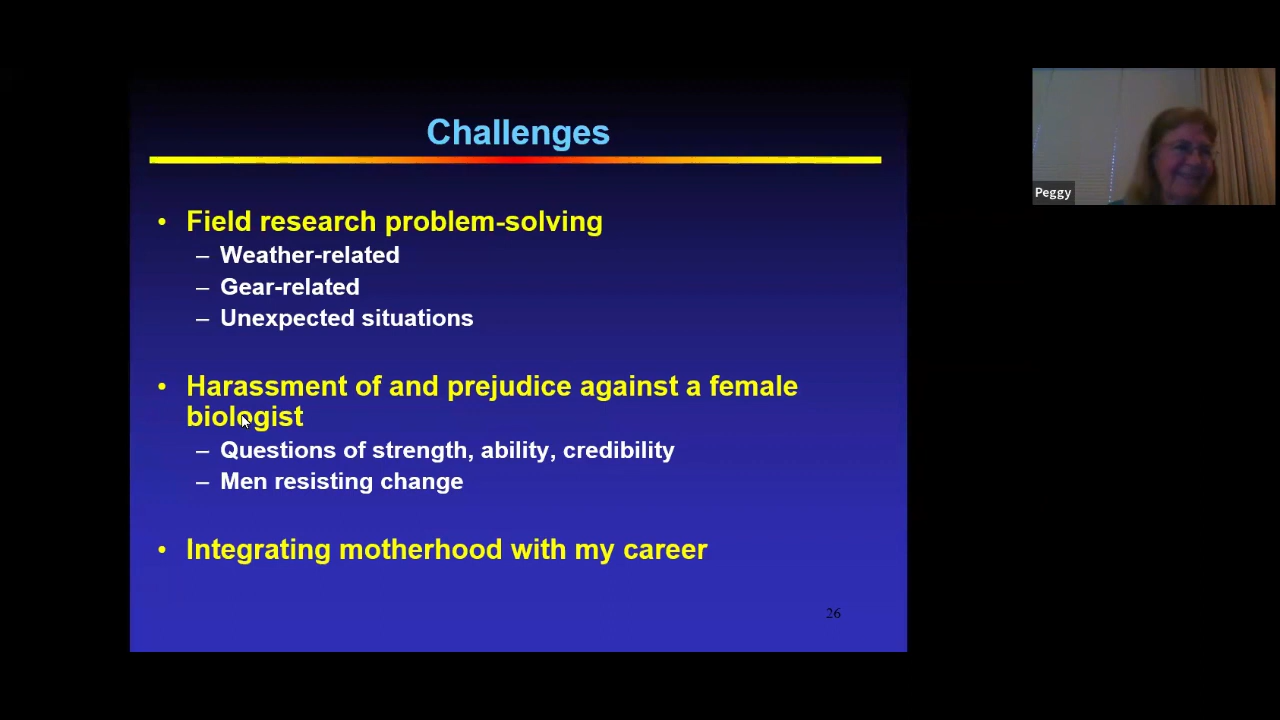 Challenges
• Field research problem-solving
– Weather-related
– Gear-related
– Unexpected situations
• Harassment of and prejudice against a female
biologist
– Questions of strength, ability, credibility
– Men resisting change
• Integrating motherhood with my career
26
Peggy